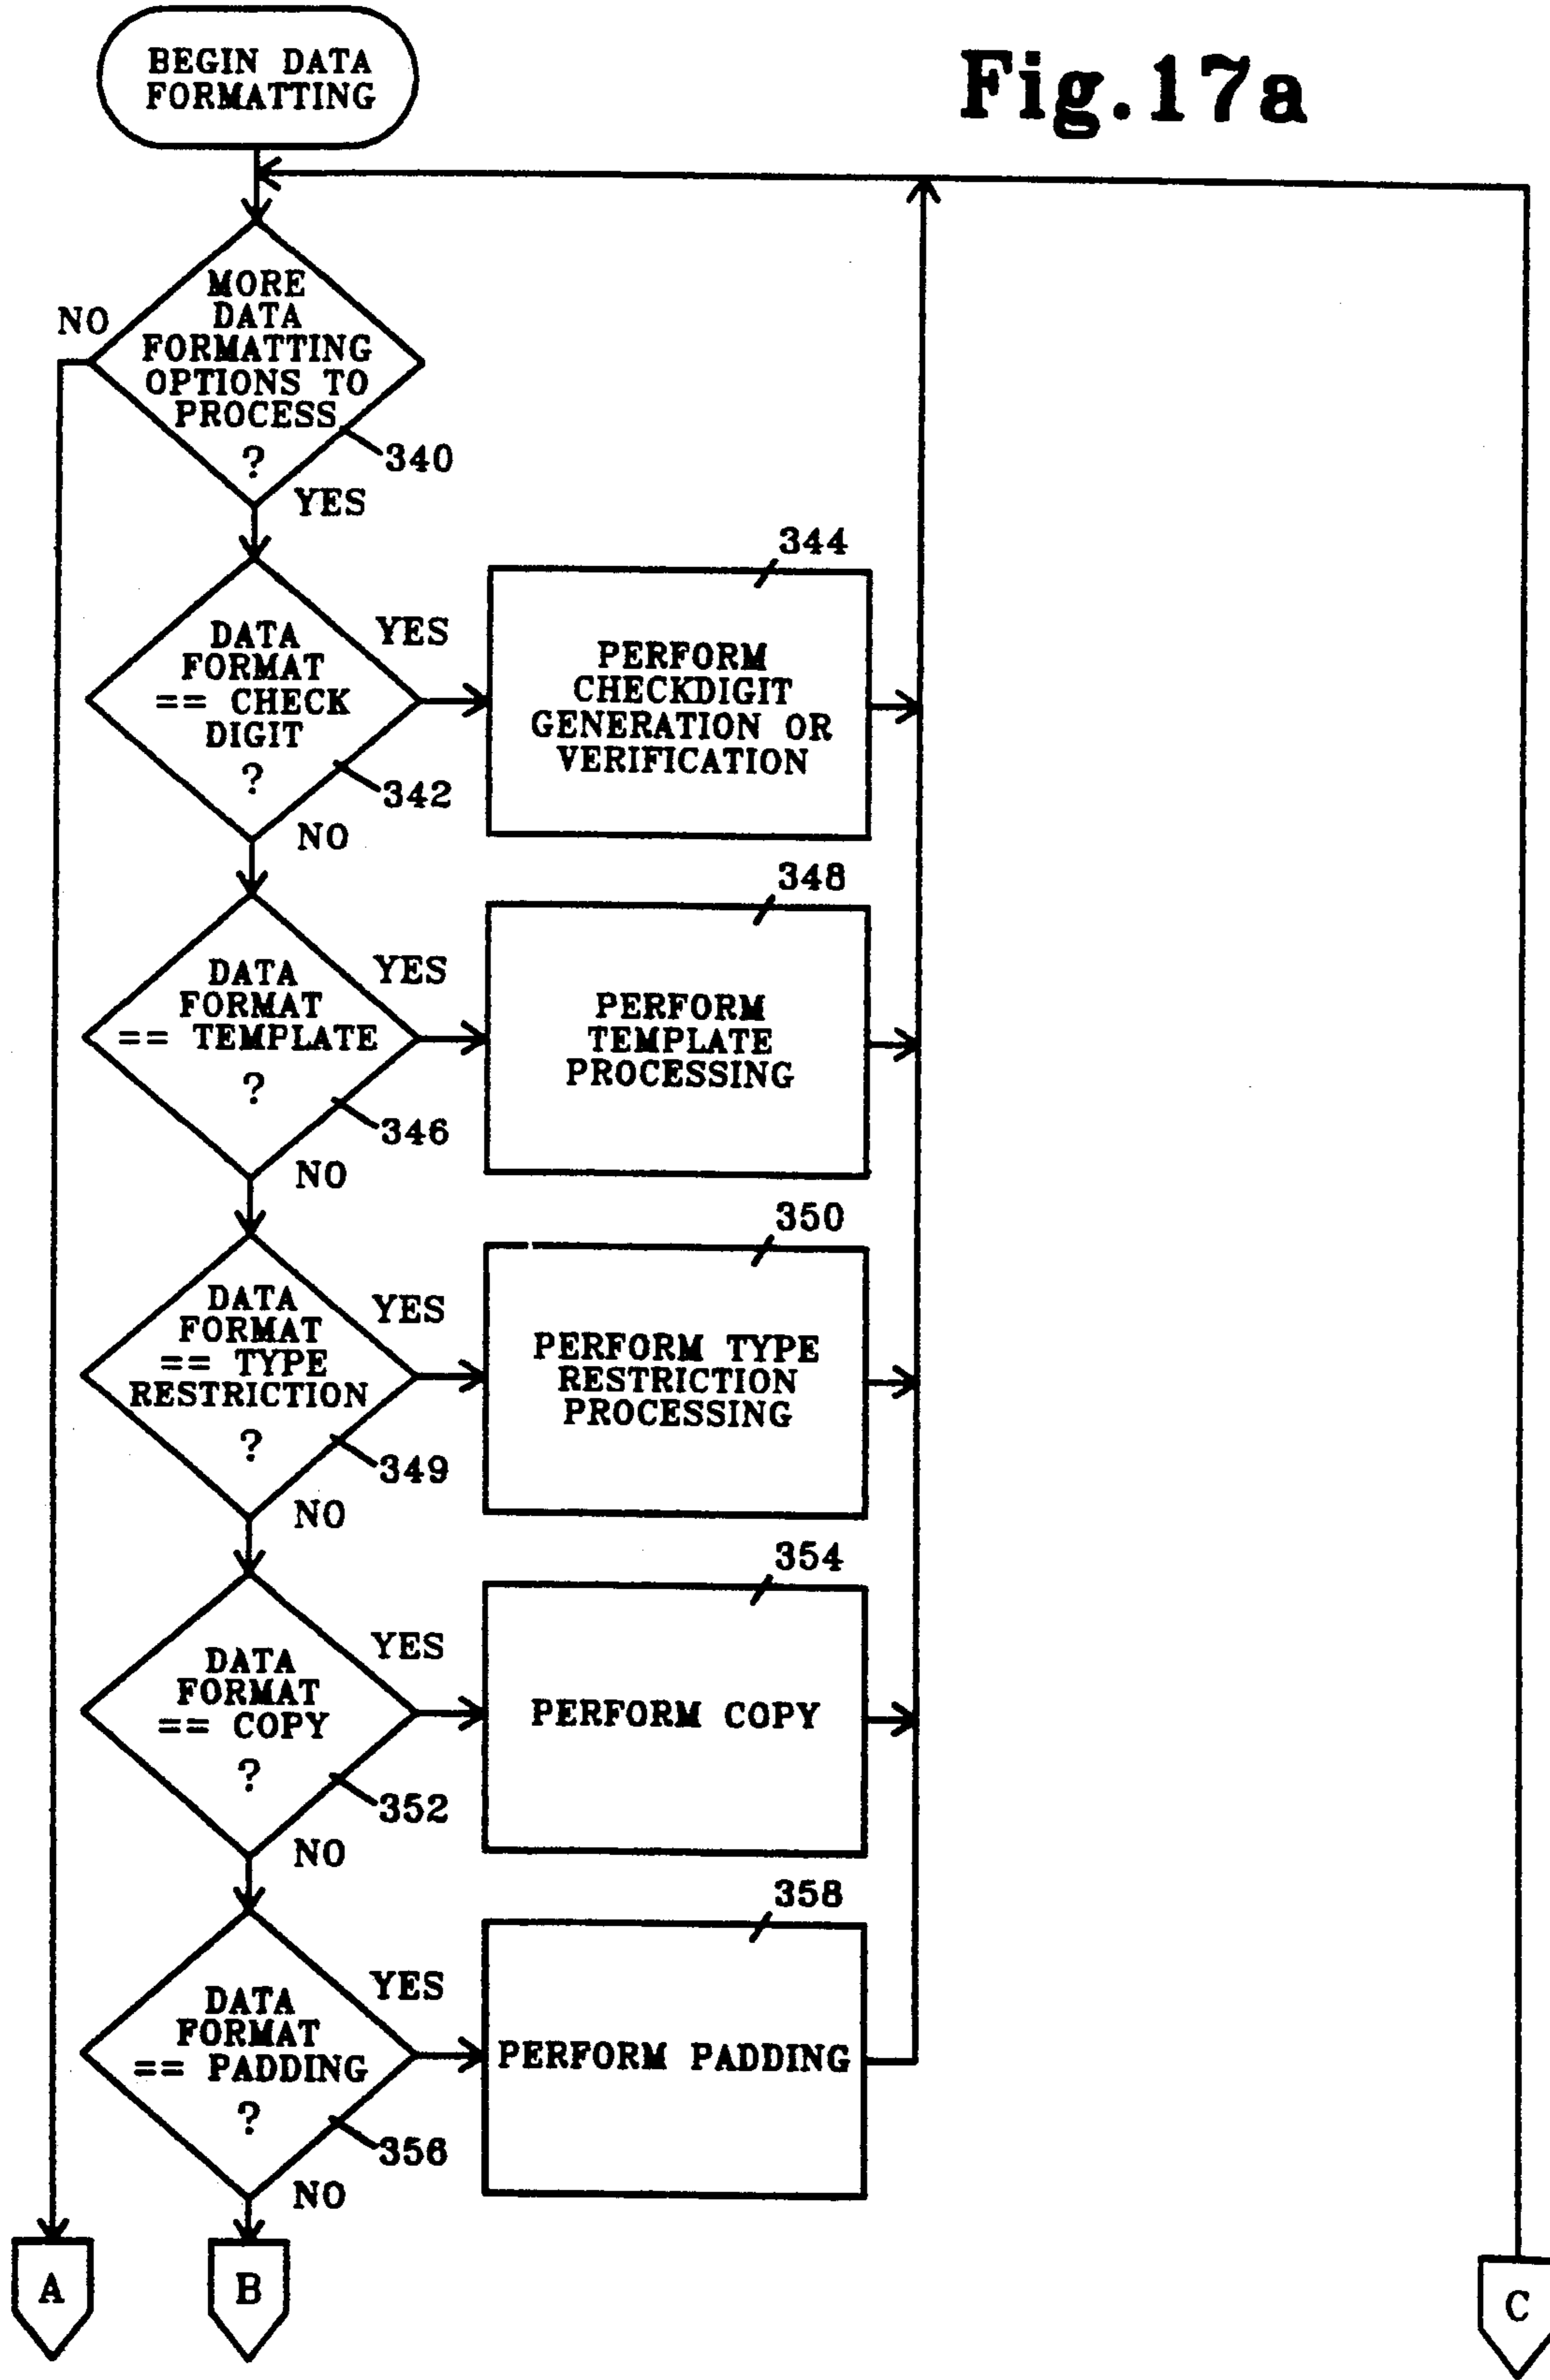 Fig.17a
BEGIN DATA
FORMATTING
MORE
DATA
FORMATTING
OPTIONS TO
PROCESS
?
340
NO
YES
DATA
FORMAT
== CHECK
DIGIT
?
342
YES
NO
344
PERFORM
CHECKDIGIT
GENERATION OR
VERIFICATION
DATA
FORMAT
== TEMPLATE
?
346
YES
NO
348
PERFORM
TEMPLATE
PROCESSING
DATA
FORMAT
== TYPE
RESTRICTION
?
349
YES
NO
350
PERFORM TYPE
RESTRICTION
PROCESSING
DATA
FORMAT
== COPY
?
352
YES
NO
354
PERFORM COPY
DATA
FORMAT
== PADDING
?
356
YES
NO
358
PERFORM PADDING
A
B
C